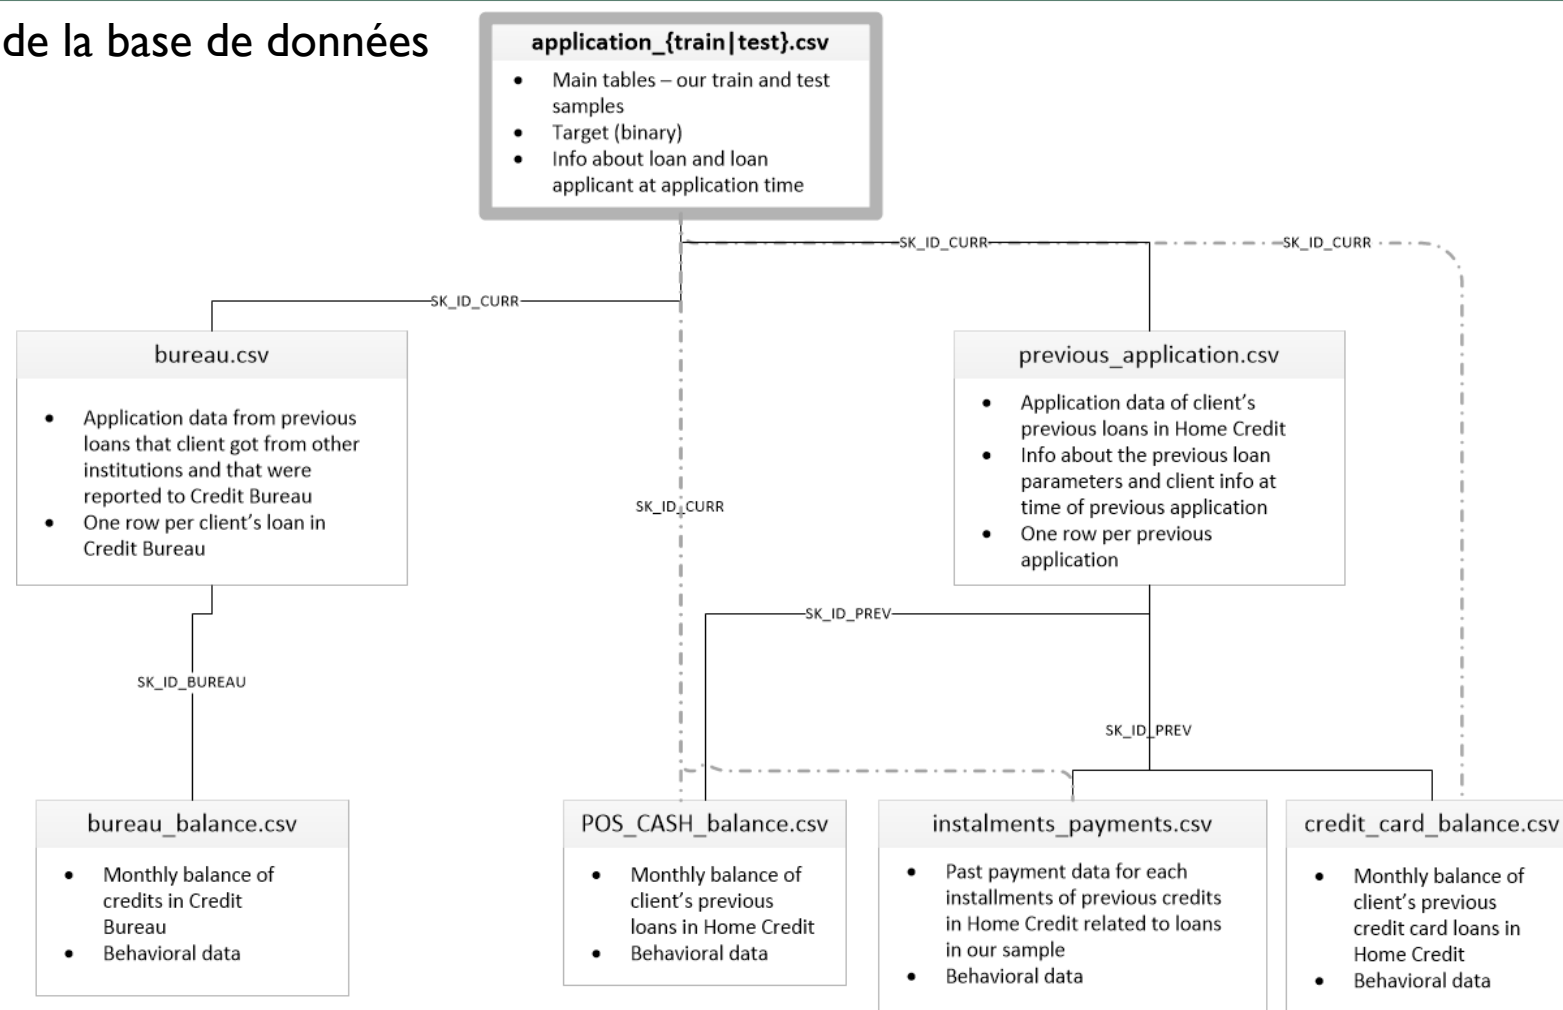 de la base de données
application_{train|test}.csv
• Main tables – our train and test
samples
• Target (binary)
• Info about loan and loan
applicant at application time
SK_ID_CURR
SK_ID_CURR
SK_ID_CURR
bureau.csv
• Application data from previous
loans that client got from other
institutions and that were
reported to Credit Bureau
• One row per client's loan in
Credit Bureau
previous_application.csv
• Application data of client's
previous loans in Home Credit
• Info about the previous loan
parameters and client info at
time of previous application
• One row per previous
application
SK_ID_CURR
SK_ID_PREV
SK_ID_BUREAU
SK_ID_PREV
bureau_balance.csv
• Monthly balance of
credits in Credit
Bureau
• Behavioral data
POS_CASH_balance.csv
• Monthly balance of
client's previous
loans in Home Credit
• Behavioral data
instalments_payments.csv
• Past payment data for each
installments of previous credits
in Home Credit related to loans
in our sample
• Behavioral data
credit_card_balance.csv
• Monthly balance of
client's previous
credit card loans in
Home Credit
• Behavioral data